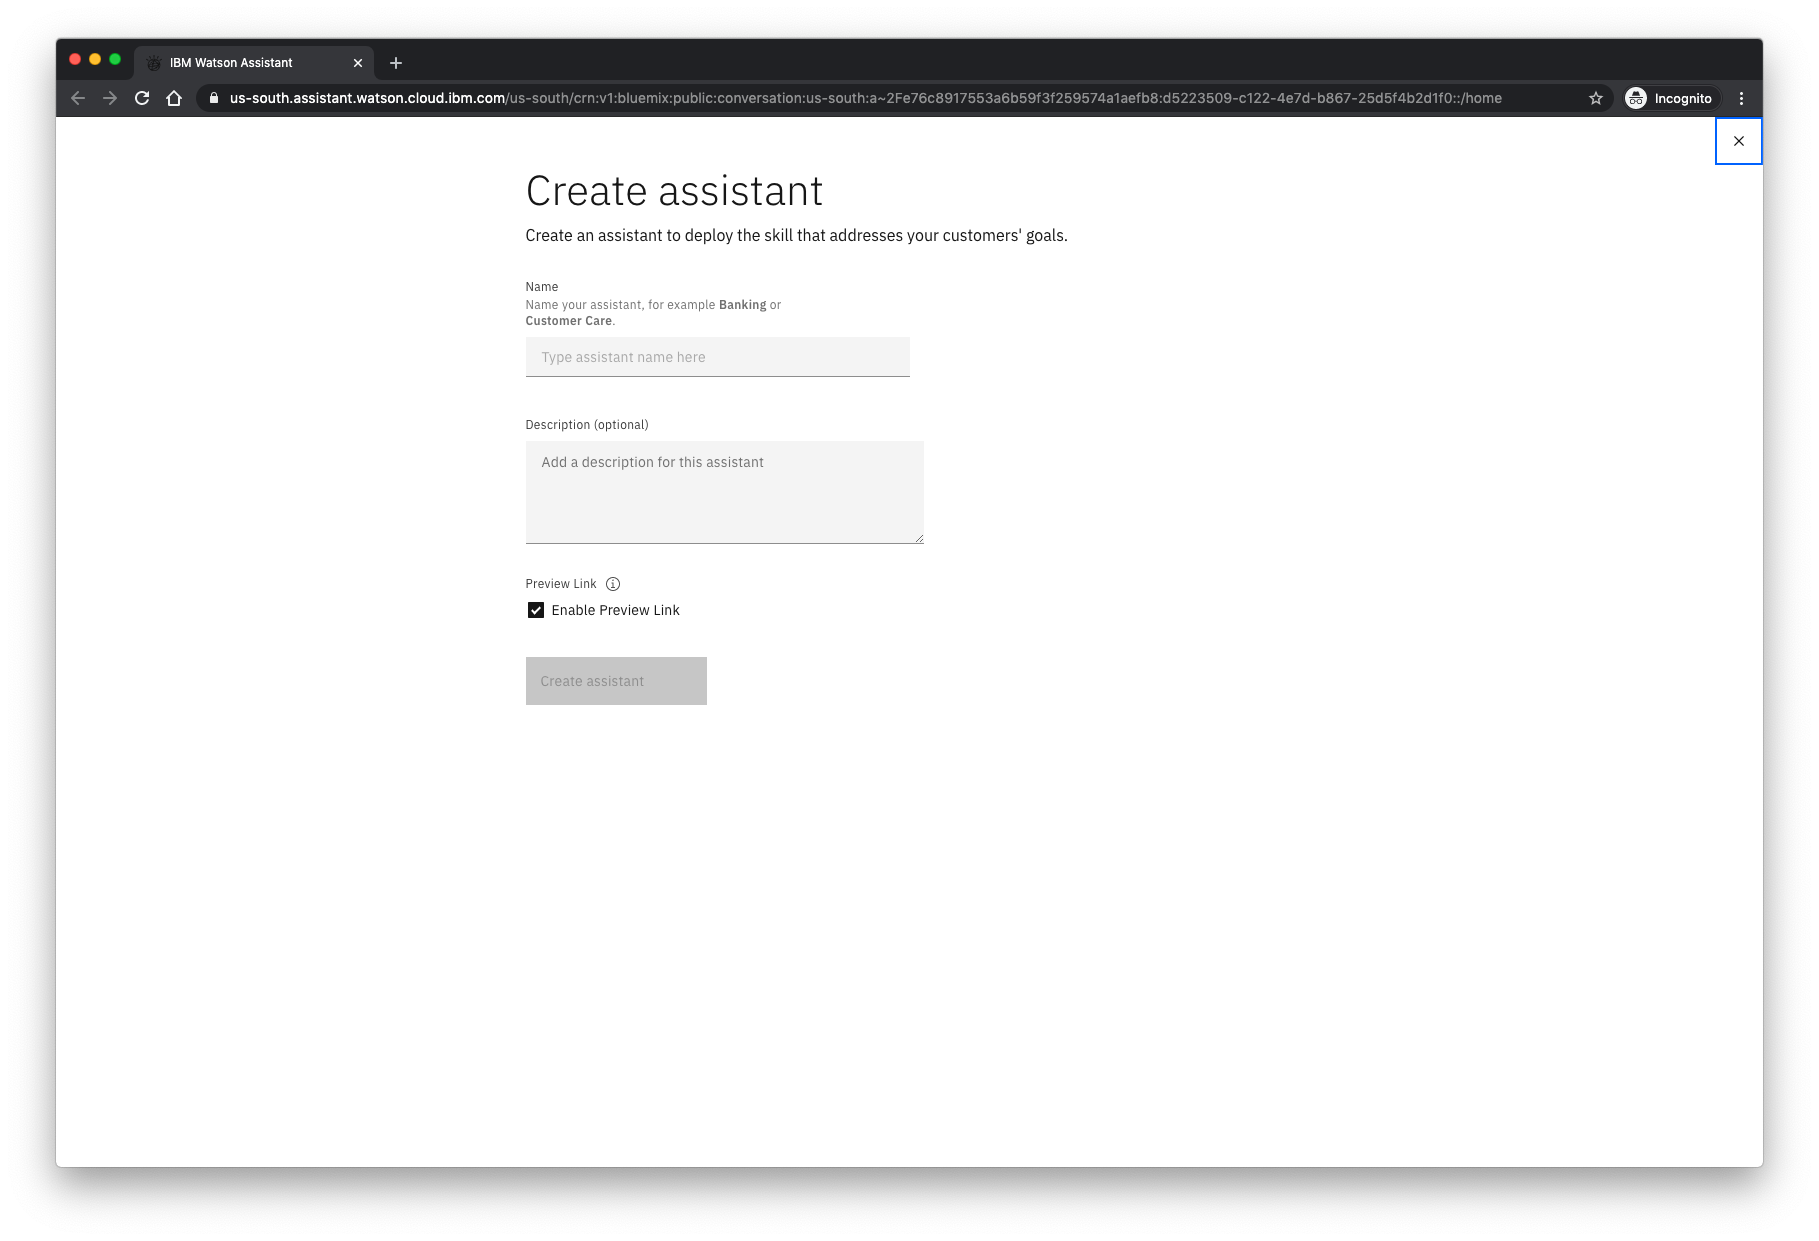 IBM Watson Assistant
us-south.assistant.watson.cloud.ibm.com/us-south/crn:v1:bluemix:public:conversation:us-south:a~2Fe76c8917553a6b59f3f259574a1aefb8:d5223509-c122-4e7d-b867-25d5f4b2d1f0::/home
Incognito
Create assistant
Create an assistant to deploy the skill that addresses your customers' goals.
Name
Name your assistant, for example Banking or
Customer Care.
Type assistant name here
Description (optional)
Add a description for this assistant
Preview Link
Enable Preview Link
Create assistant